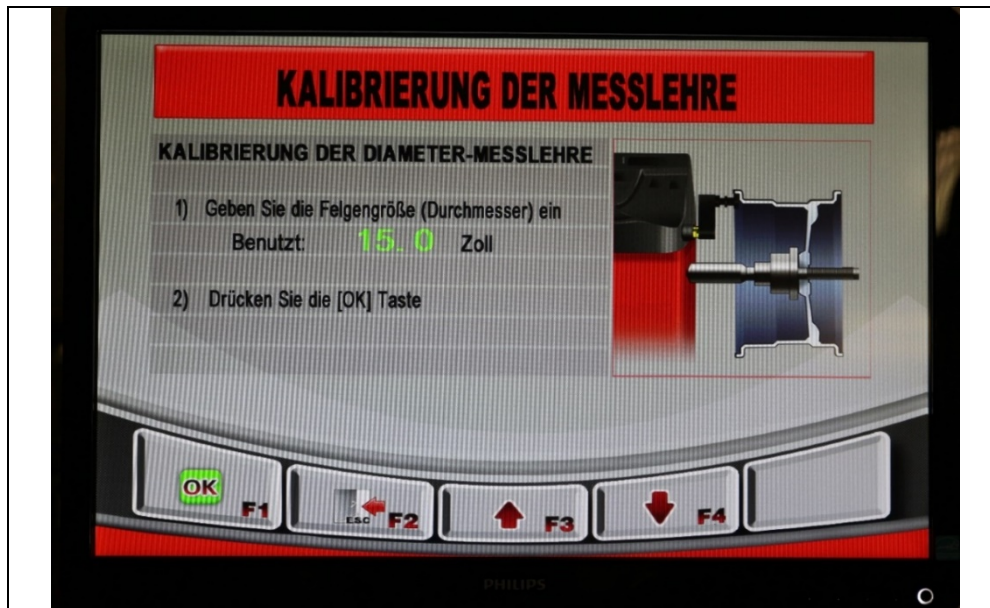 KALIBRIERUNG DER MESSLEHRE
KALIBRIERUNG DER DIAMETER-MESSLEHRE
1) Geben Sie die Felgengröße (Durchmesser) ein
Benutzt: 15.0 Zoll
2) Drücken Sie die [OK] Taste
OK F1
F2
F3
F4
PHILIPS